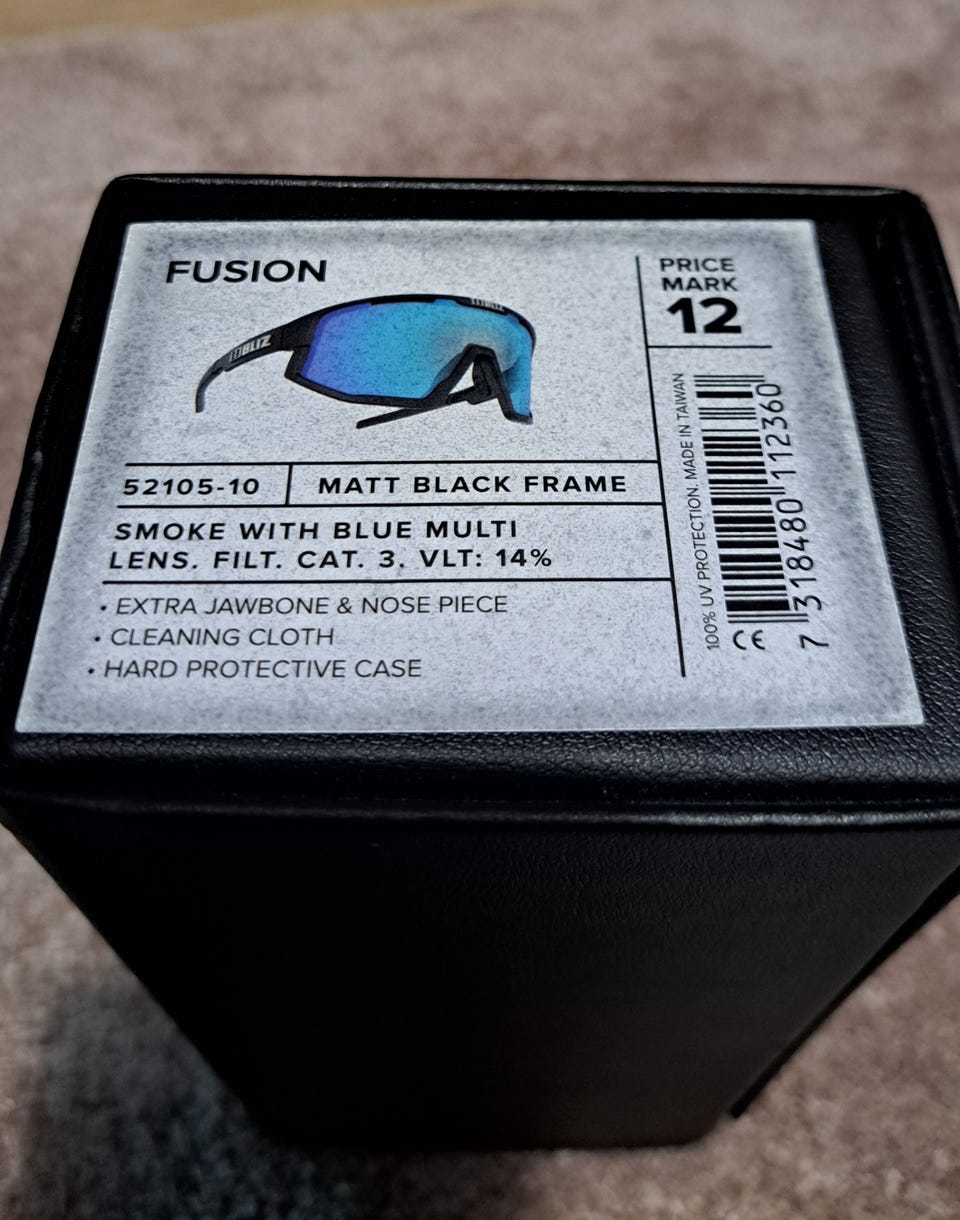 FUSION
BLIZ
BLIZ
52105-10
MATT BLACK FRAME
SMOKE WITH BLUE MULTI
LENS. FILT. CAT. 3. VLT: 14%
• EXTRA JAWBONE & NOSE PIECE
• CLEANING CLOTH
• HARD PROTECTIVE CASE
PRICE
MARK
12
100% UV PROTECTION. MADE IN TAIWAN
CE
7 318480 112360